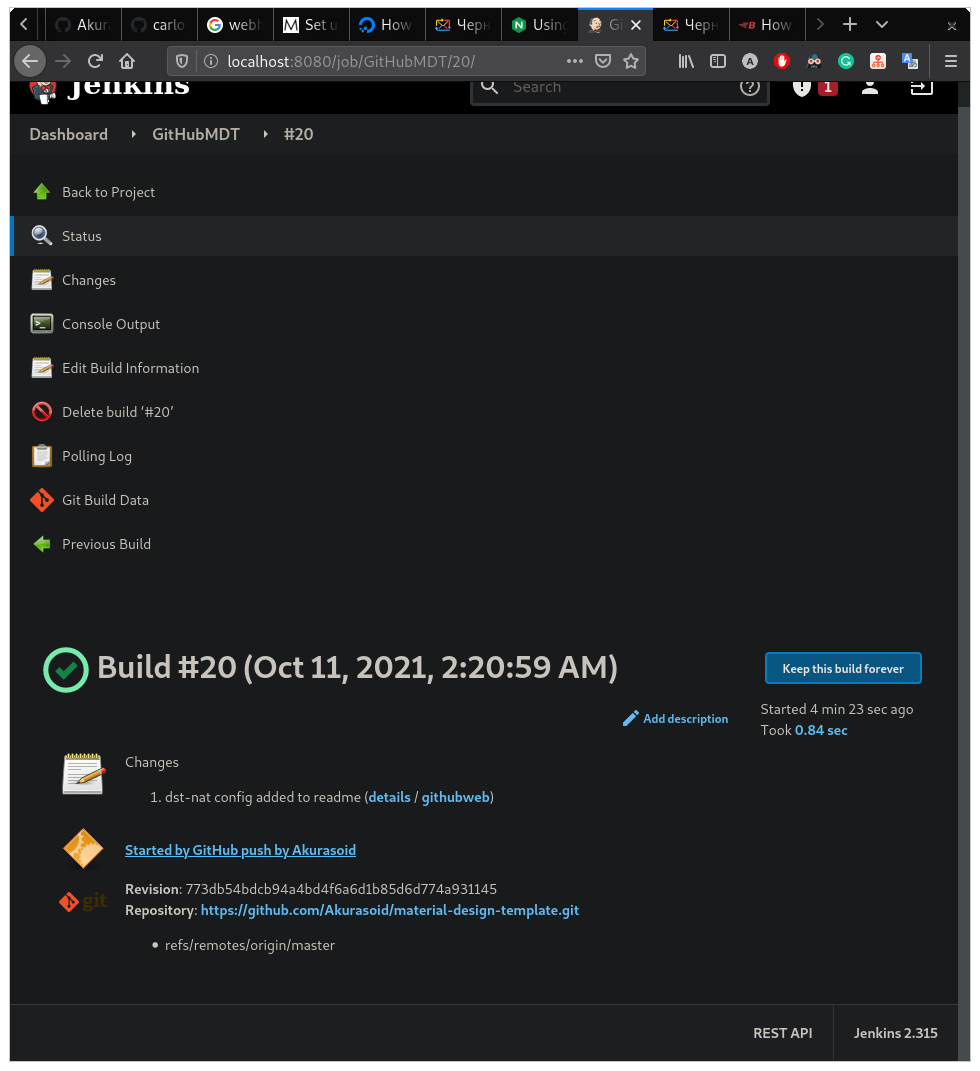 Akura
carlo
webh
Set u
How
Черн
Using
Gi
Черн
How
localhost:8080/job/GitHubMDT/20/
Jenkins
Search
1
Dashboard GitHubMDT #20
Back to Project
Status
Changes
Console Output
Edit Build Information
Delete build ‘#20’
Polling Log
Git Build Data
Previous Build
Build #20 (Oct 11, 2021, 2:20:59 AM)
Keep this build forever
Started 4 min 23 sec ago
Took 0.84 sec
Add description
Changes
1. dst-nat config added to readme (details / githubweb)
Started by GitHub push by Akurasoid
git
Revision: 773db54bdcb94a4bd4f6a6d1b85d6d774a931145
Repository: https://github.com/Akurasoid/material-design-template.git
• refs/remotes/origin/master
REST API
Jenkins 2.315